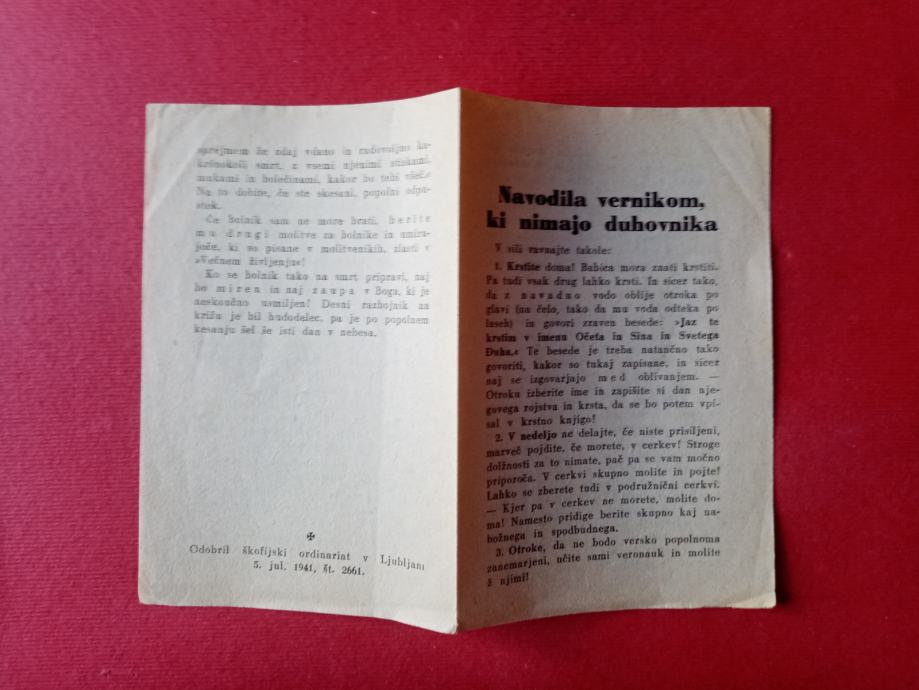 sprejmem že zdaj vdano in radovoljno ka-
kršnokoli smrt, z vsemi njenimi stiskami,
mukami in bolečinami, kakor bo tebi všeč.«
Na to dobite, če ste skesani, popolni odpu-
stek.
Če bolnik sam ne more brati, berite
mu drugi molitve za bolnike in umira-
joče, ki so pisane v molitvenikih, zlasti v
»Večnem življenju«!
Ko se bolnik tako na smrt pripravi, naj
bo miren in naj zaupa v Boga, ki je
neskončno usmiljen! Desni razbojnik na
križu je bil hudodelec, pa je po popolnem
kesanju šel še isti dan v nebesa.
✠
Odobril škofijski ordinariat v Ljubljani
5. jul. 1941, št. 2661.
Navodila vernikom,
ki nimajo duhovnika
V sili ravnajte takole:
1. Krstite doma! Babica mora znati krstiti.
Pa tudi vsak drug lahko krsti. In sicer tako,
da z navadno vodo oblije otroka po
glavi (na čelo, tako da mu voda odteka po
laseh) in govori zraven besede: »Jaz te
krstim v imenu Očeta in Sina in Svetega
Duha.« Te besede je treba natančno tako
govoriti, kakor so tukaj zapisane, in sicer
naj se izgovarjajo med oblivanjem. —
Otroku izberite ime in zapišite si dan nje-
govega rojstva in krsta, da se bo potem vpi-
sal v krstno knjigo!
2. V nedeljo ne delajte, če niste prisiljeni,
marveč pojdite, če morete, v cerkev! Stroge
dolžnosti za to nimate, pač pa se vam močno
priporoča. V cerkvi skupno molite in pojte!
Lahko se zberete tudi v podružnični cerkvi.
— Kjer pa v cerkev ne morete, molite do-
ma! Namesto pridige berite skupno kaj na-
božnega in spodbudnega.
3. Otroke, da ne bodo versko popolnoma
zanemarjeni, učite sami veronauk in molite
ž njimi!